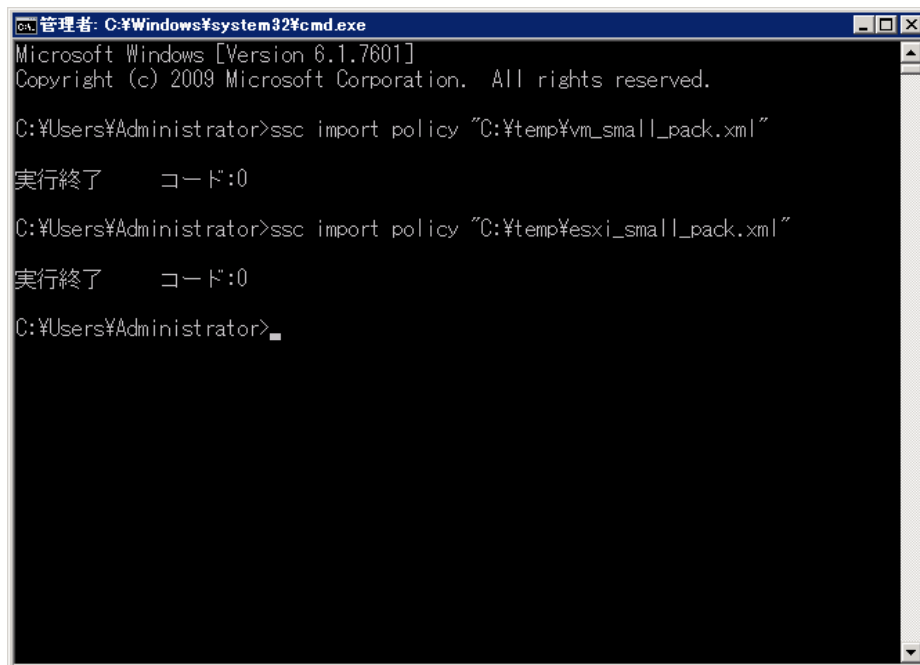 管理者: C:¥Windows¥system32¥cmd.exe
Microsoft Windows [Version 6.1.7601]
Copyright (c) 2009 Microsoft Corporation.  All rights reserved.
C:¥Users¥Administrator>ssc import policy "C:¥temp¥vm_small_pack.xml"
実行終了    コード:0
C:¥Users¥Administrator>ssc import policy "C:¥temp¥esxi_small_pack.xml"
実行終了    コード:0
C:¥Users¥Administrator>